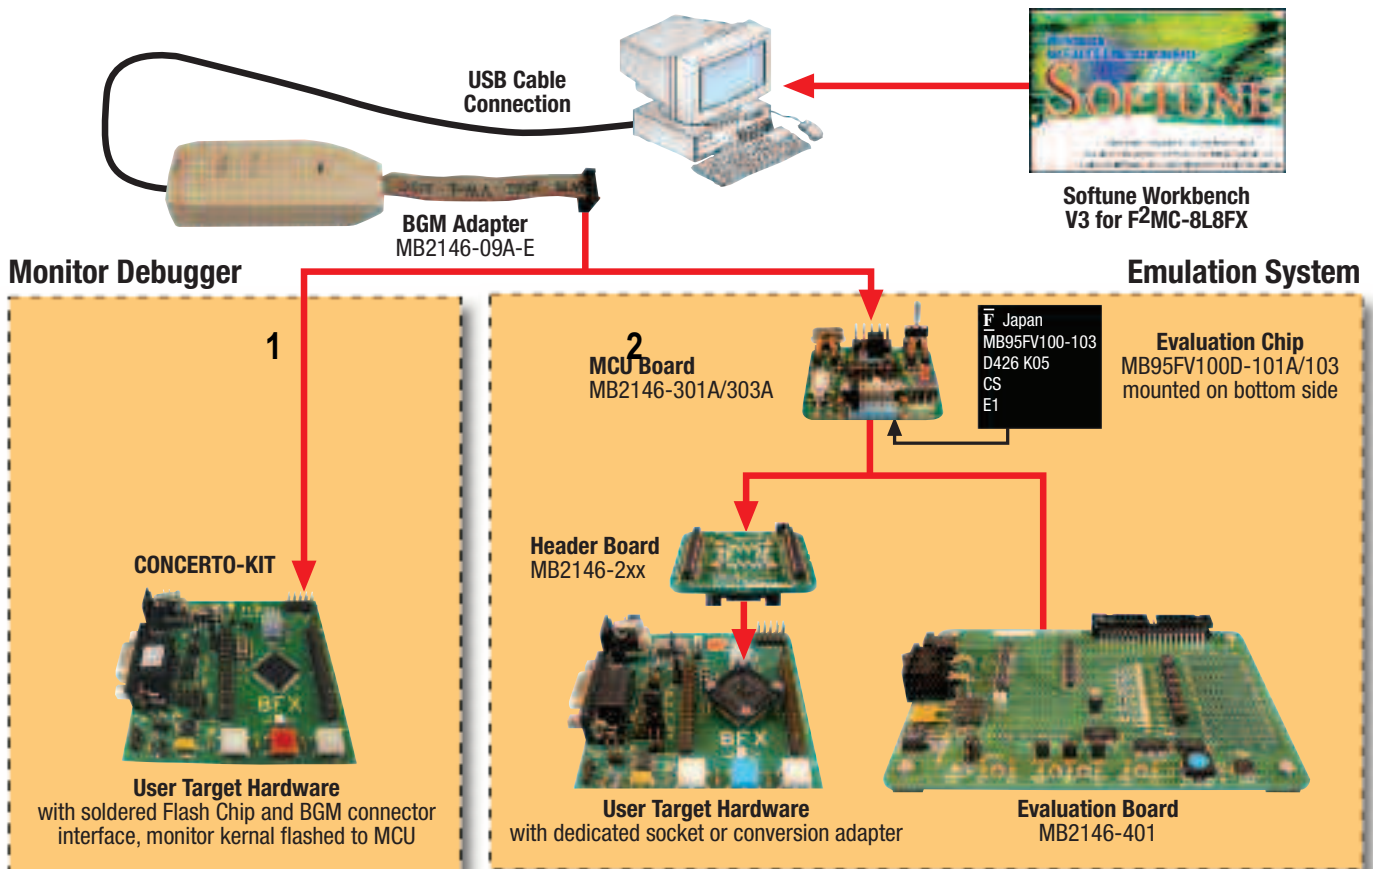 USB Cable
Connection
SOFTUNE
Softune Workbench
V3 for F²MC-8L8FX
BGM Adapter
MB2146-09A-E
Monitor Debugger
Emulation System
1
2
MCU Board
MB2146-301A/303A
F Japan
MB95FV100-103
D426 K05
CS
E1
Evaluation Chip
MB95FV100D-101A/103
mounted on bottom side
Header Board
MB2146-2xx
CONCERTO-KIT
8FX
8FX
User Target Hardware
with soldered Flash Chip and BGM connector
interface, monitor kernal flashed to MCU
User Target Hardware
with dedicated socket or conversion adapter
Evaluation Board
MB2146-401